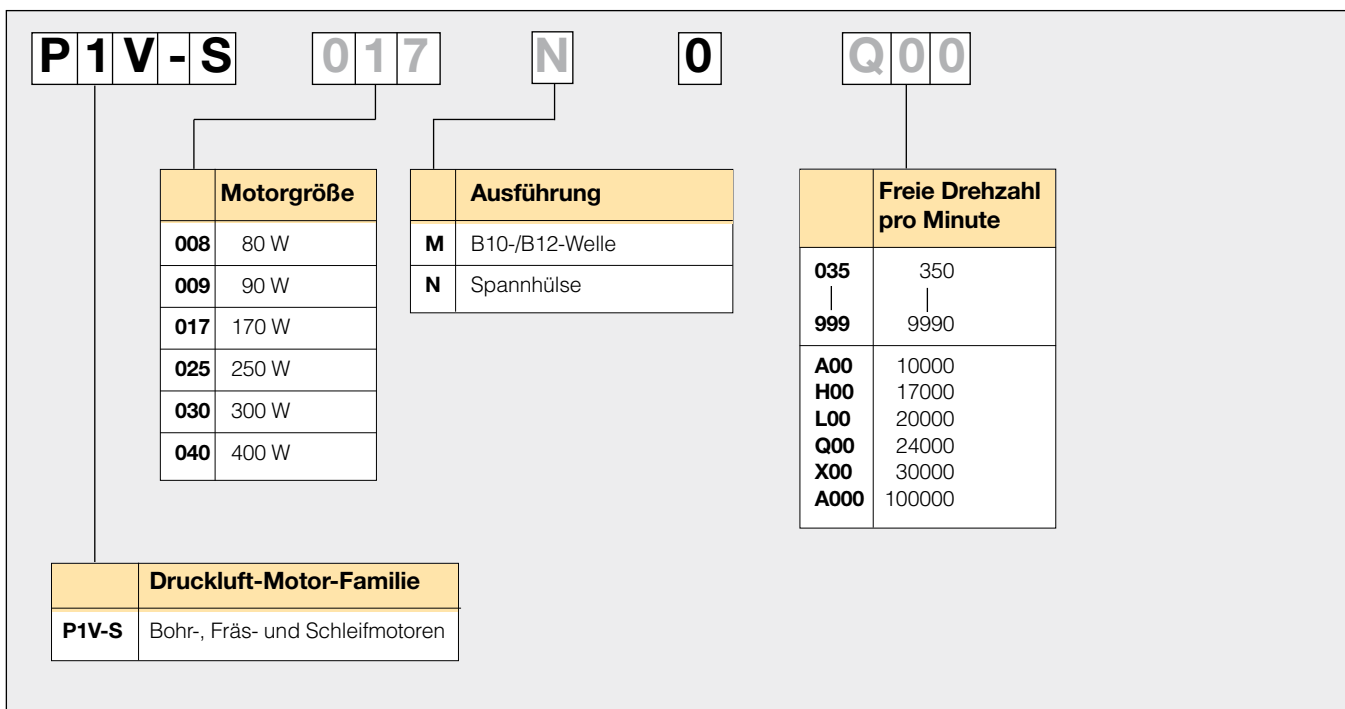 P1V-S 017 N 0 Q00
Motorgröße
008 80 W
009 90 W
017 170 W
025 250 W
030 300 W
040 400 W
Ausführung
M B10-/B12-Welle
N Spannhülse
Freie Drehzahl
pro Minute
035 350
999 9990
A00 10000
H00 17000
L00 20000
Q00 24000
X00 30000
A000 100000
Druckluft-Motor-Familie
P1V-S Bohr-, Fräs- und Schleifmotoren